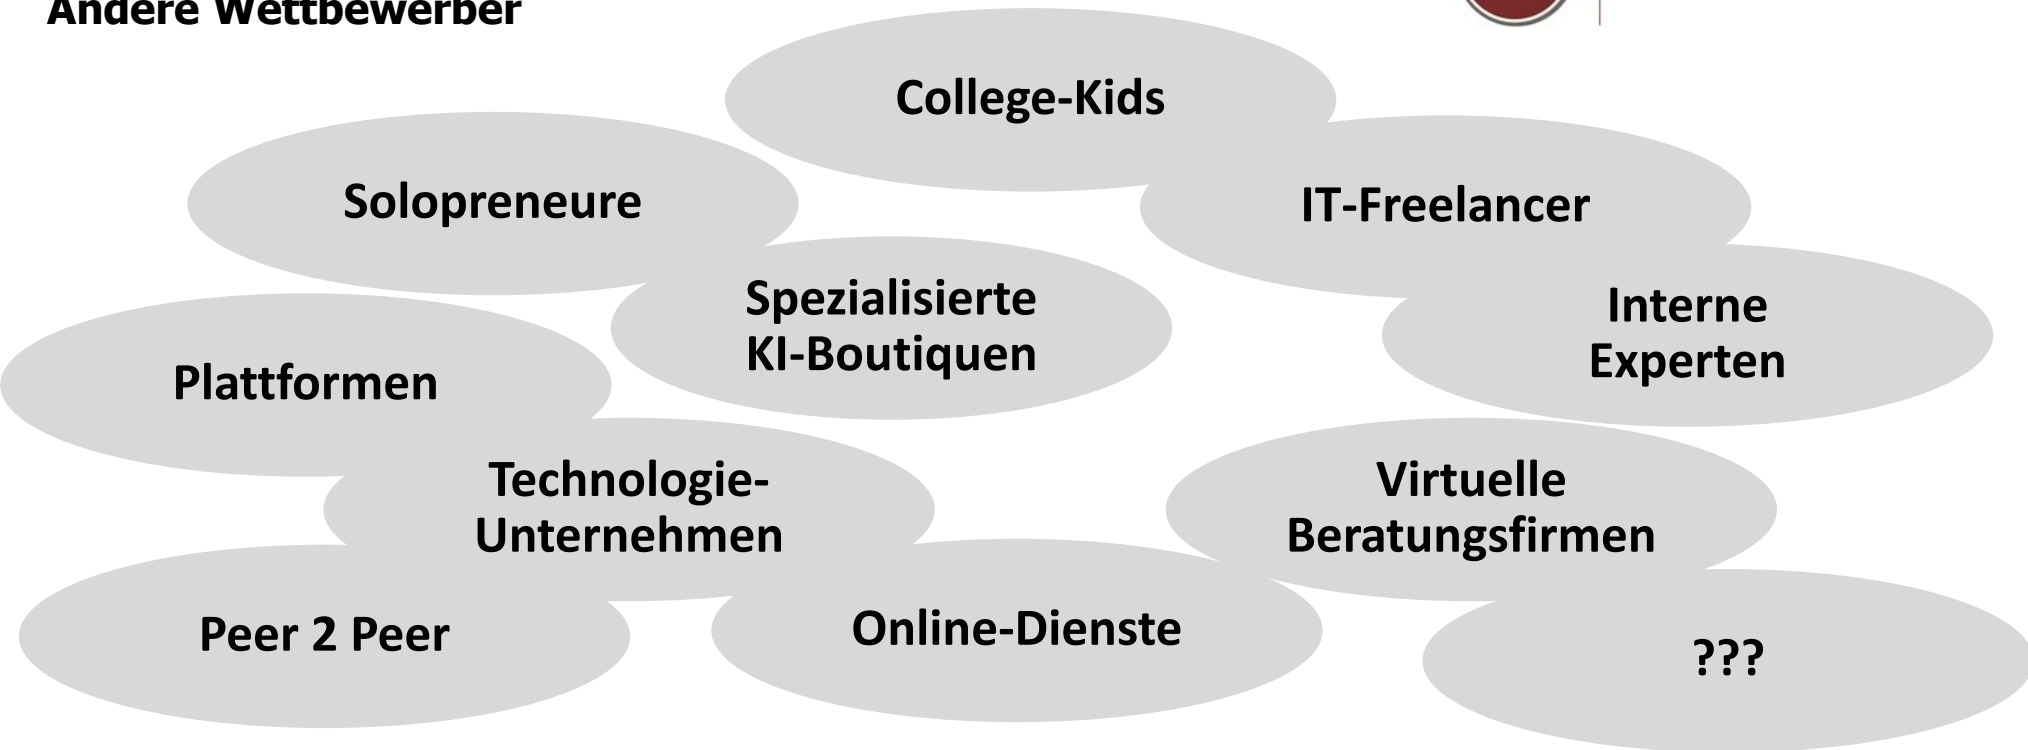 Andere Wettbewerber
College-Kids
Solopreneure
IT-Freelancer
Spezialisierte
KI-Boutiquen
Interne
Experten
Plattformen
Technologie-
Unternehmen
Virtuelle
Beratungsfirmen
Peer 2 Peer
Online-Dienste
???